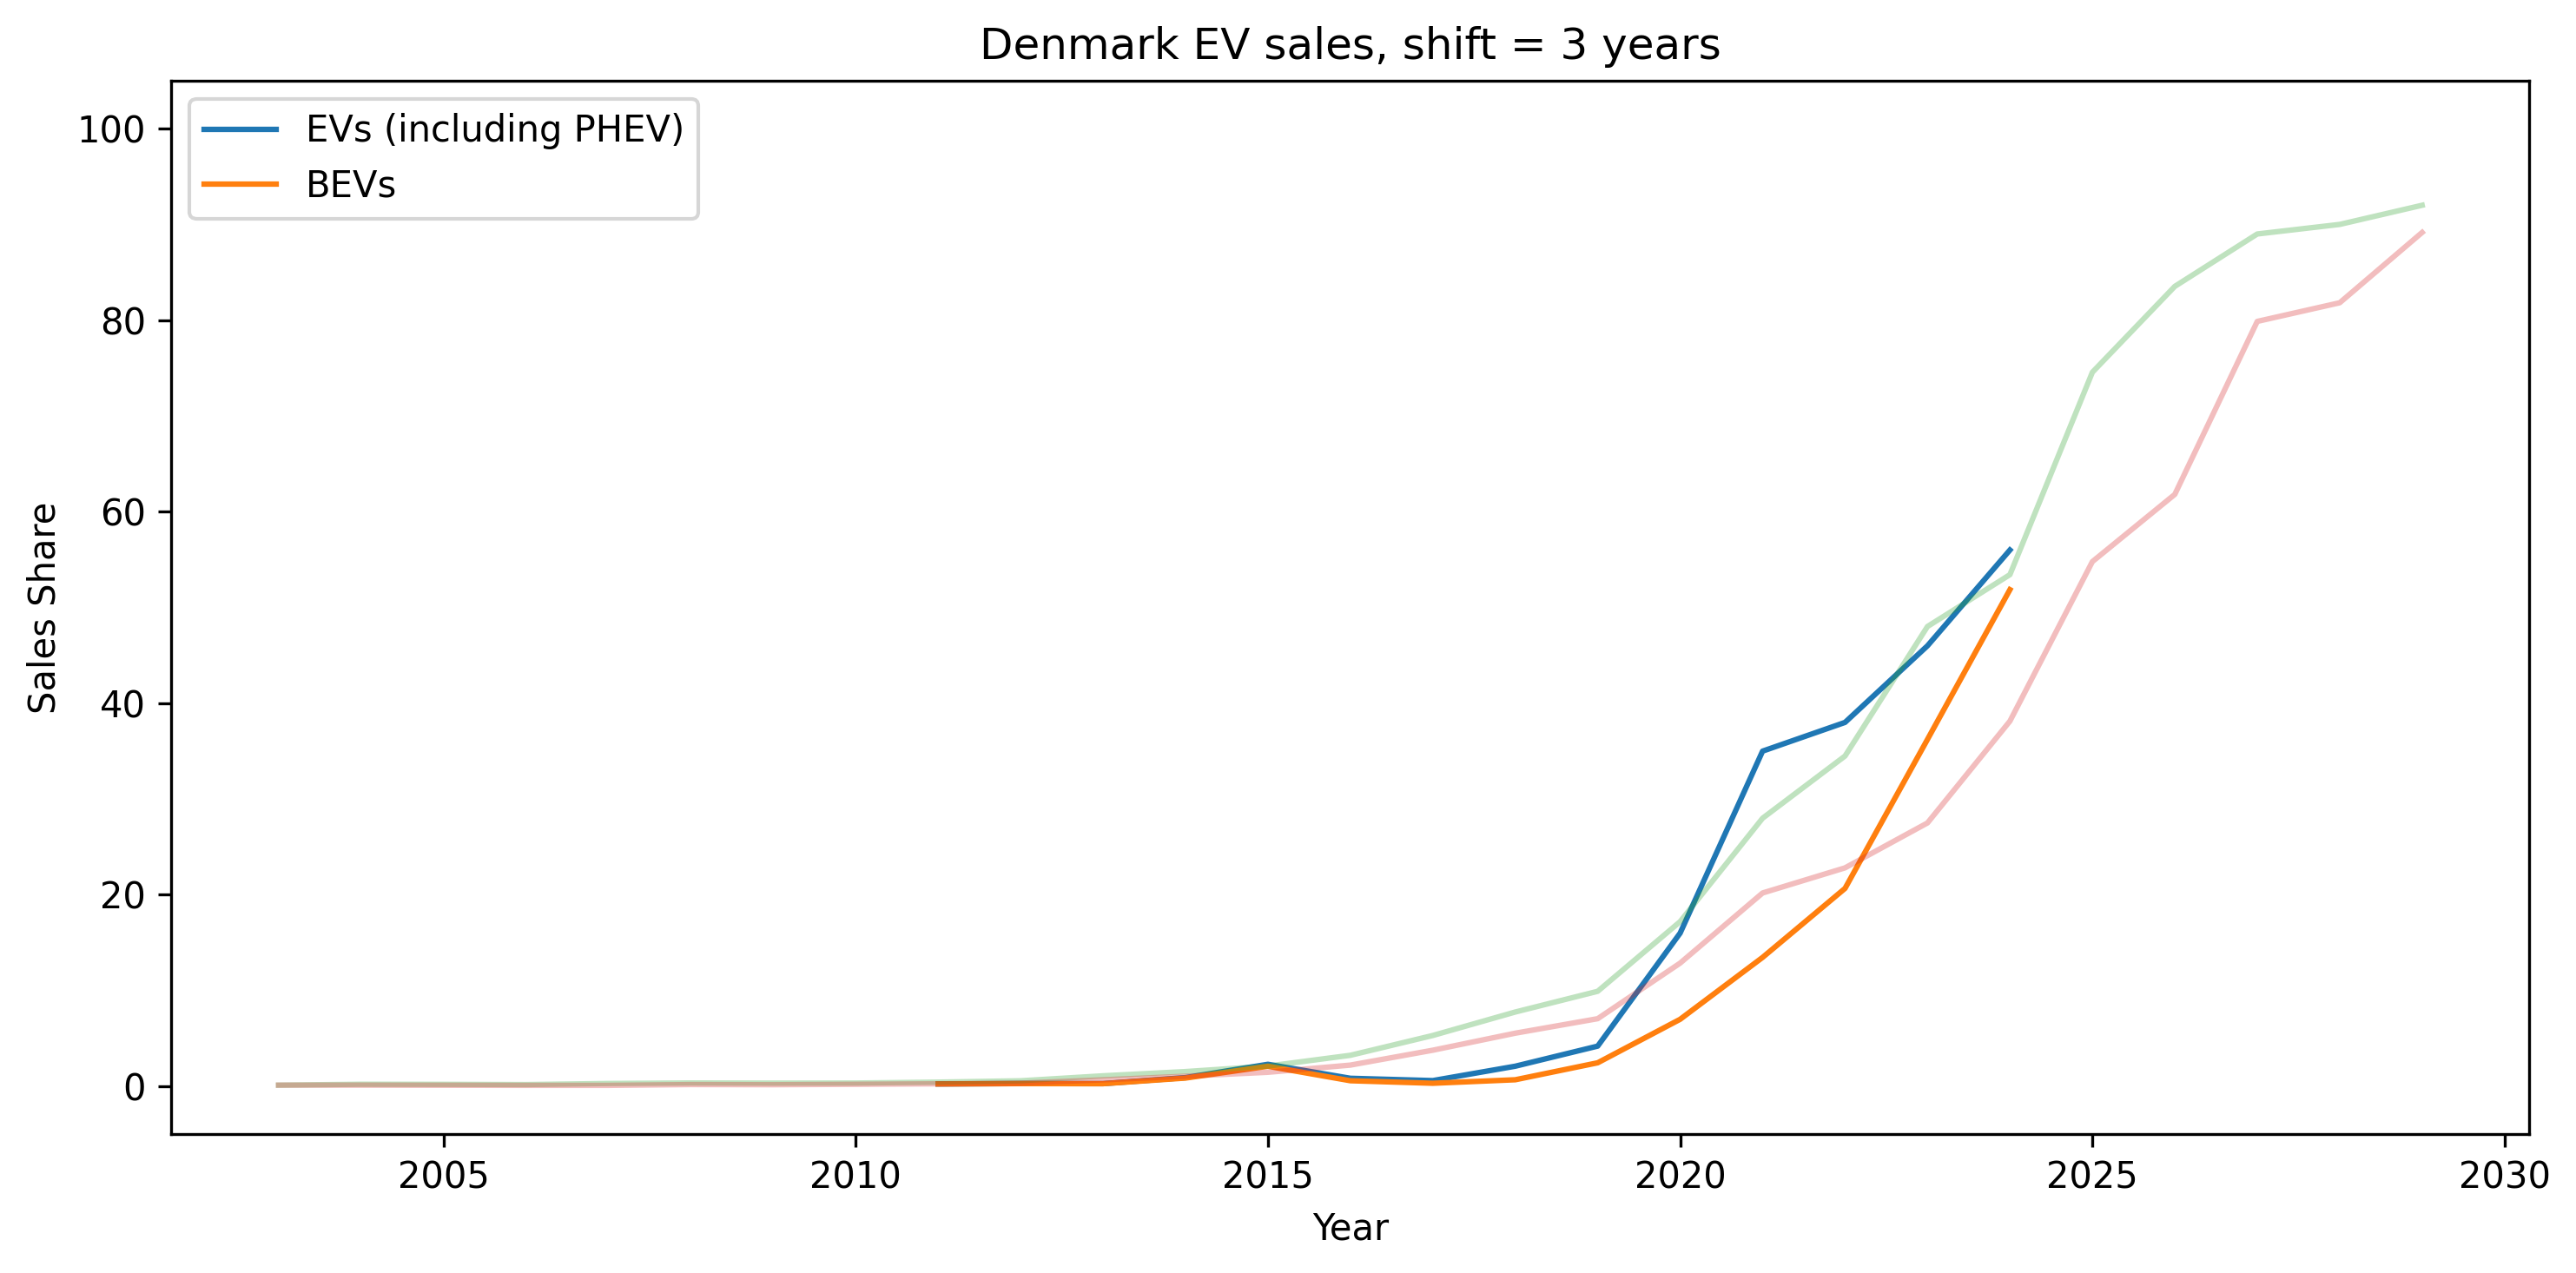 Denmark EV sales, shift = 3 years
EVs (including PHEV)
BEVs
100
80
60
40
20
0
Sales Share
2005 2010 2015 2020 2025 2030
Year